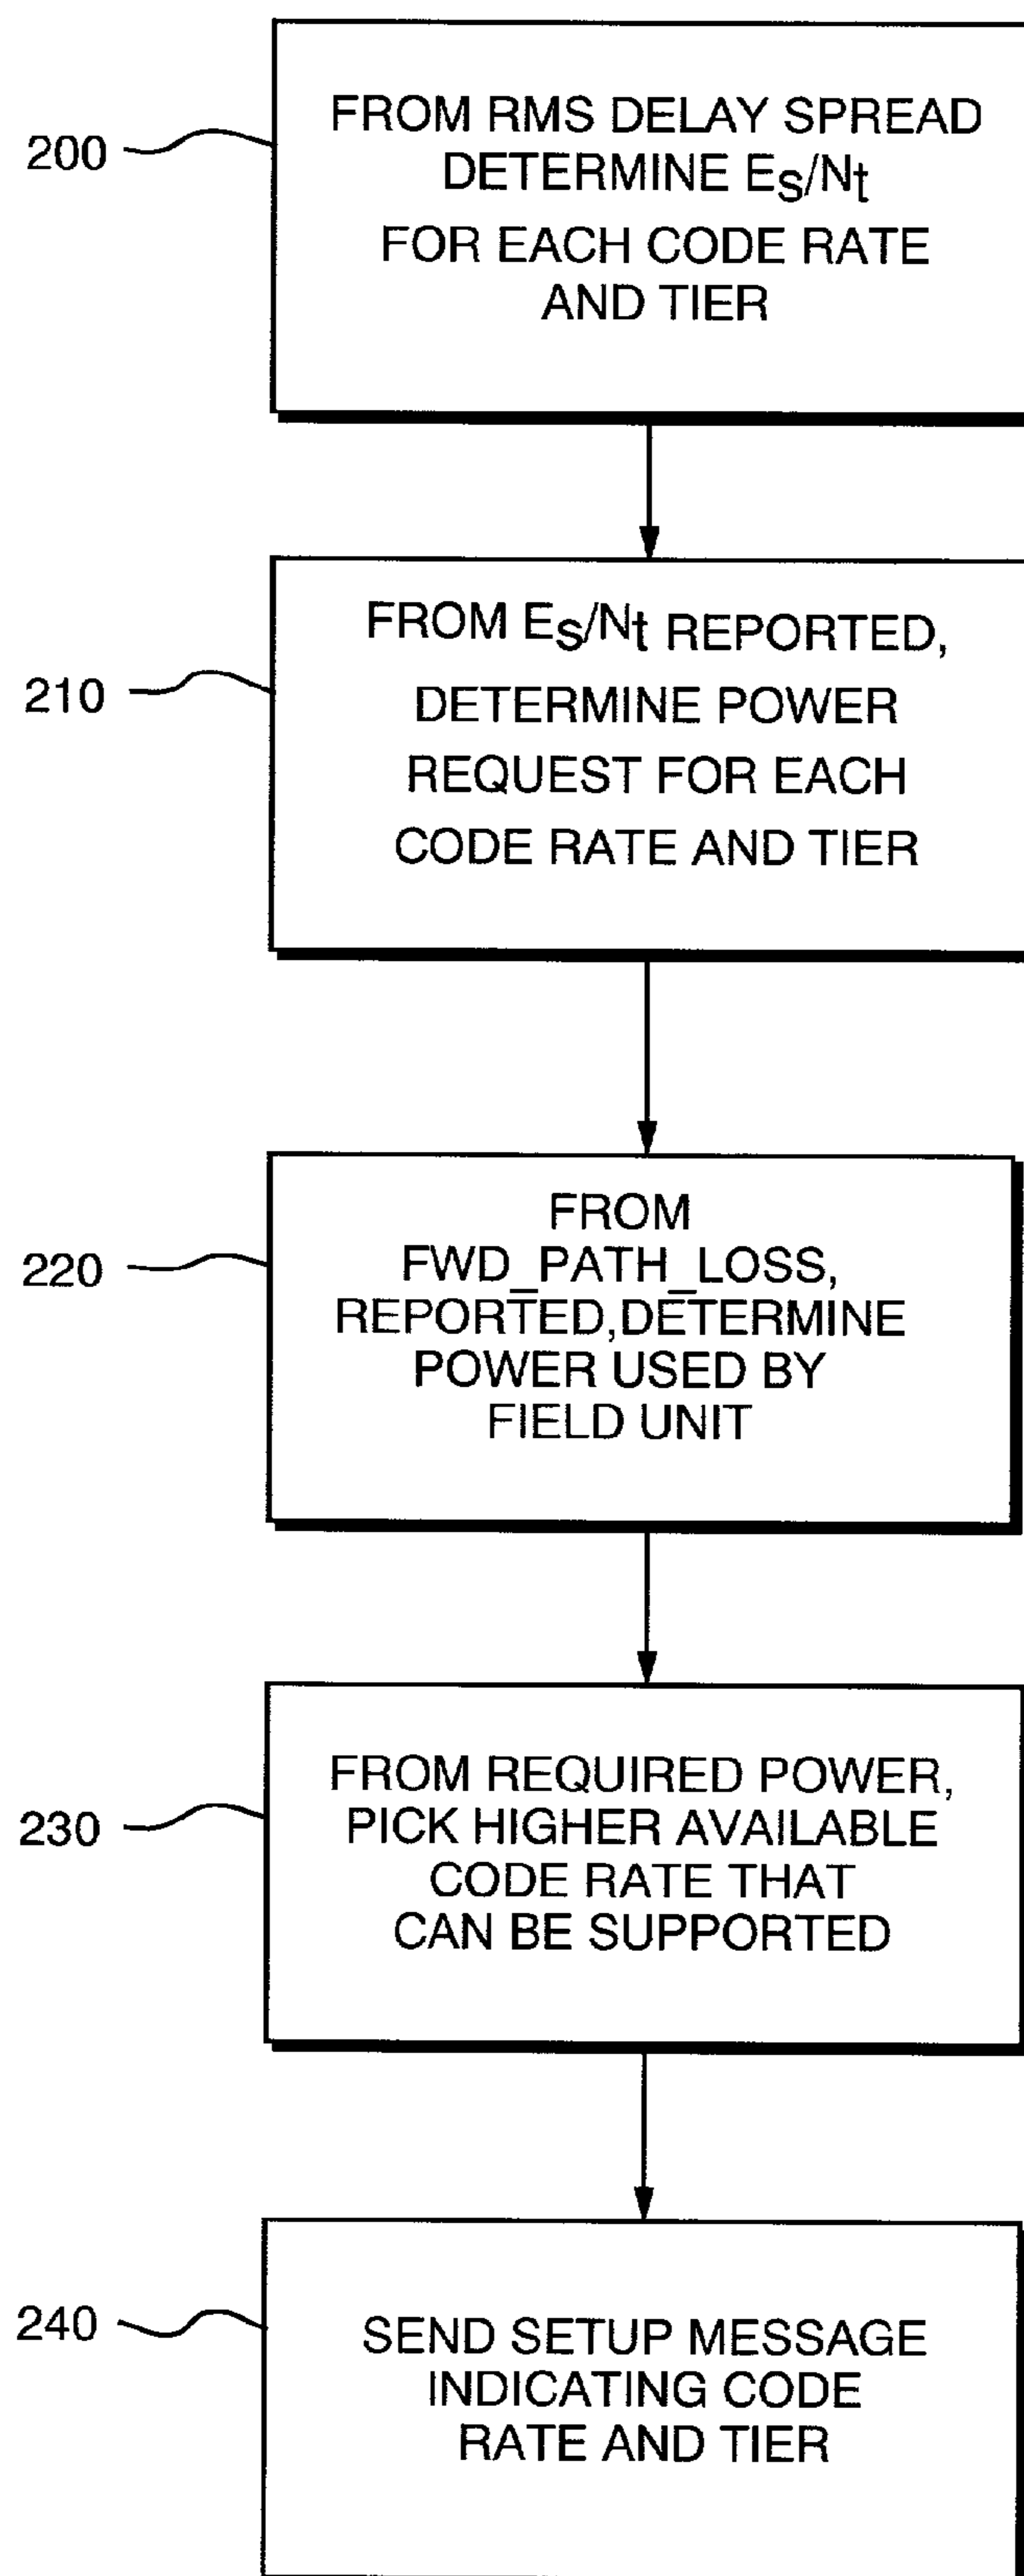 200
FROM RMS DELAY SPREAD
DETERMINE Es/Nt
FOR EACH CODE RATE
AND TIER
210
FROM Es/Nt REPORTED,
DETERMINE POWER
REQUEST FOR EACH
CODE RATE AND TIER
220
FROM
FWD_PATH_LOSS,
REPORTED,DETERMINE
POWER USED BY
FIELD UNIT
230
FROM REQUIRED POWER,
PICK HIGHER AVAILABLE
CODE RATE THAT
CAN BE SUPPORTED
240
SEND SETUP MESSAGE
INDICATING CODE
RATE AND TIER